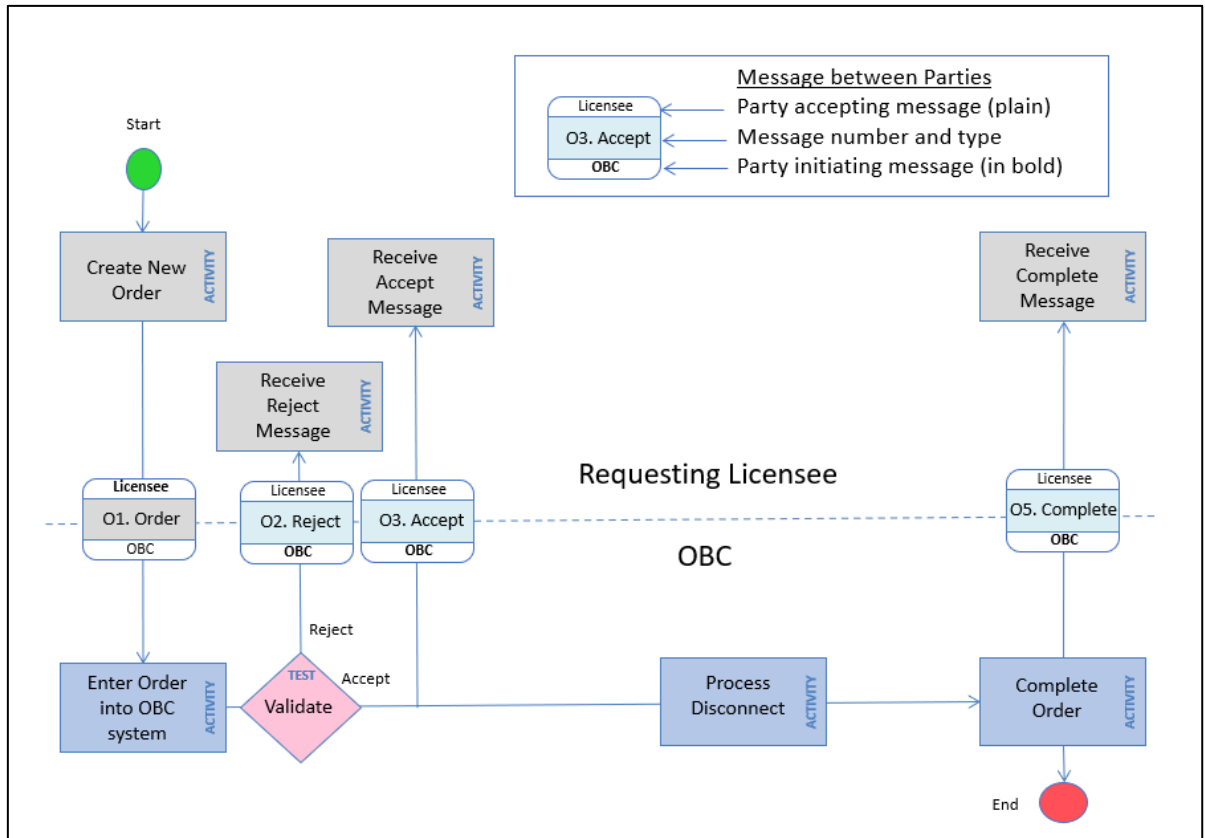 Message between Parties
Licensee
Party accepting message (plain)
O3. Accept
Message number and type
OBC
Party initiating message (in bold)
Start
Create New
Order
ACTIVITY
Receive
Accept
Message
ACTIVITY
Receive
Complete
Message
ACTIVITY
Receive
Reject
Message
ACTIVITY
Licensee
O1. Order
OBC
Licensee
O2. Reject
OBC
Licensee
O3. Accept
OBC
Requesting Licensee
OBC
Licensee
O5. Complete
OBC
Reject
Accept
Enter Order
into OBC
system
ACTIVITY
TEST
Validate
Process
Disconnect
ACTIVITY
Complete
Order
ACTIVITY
End